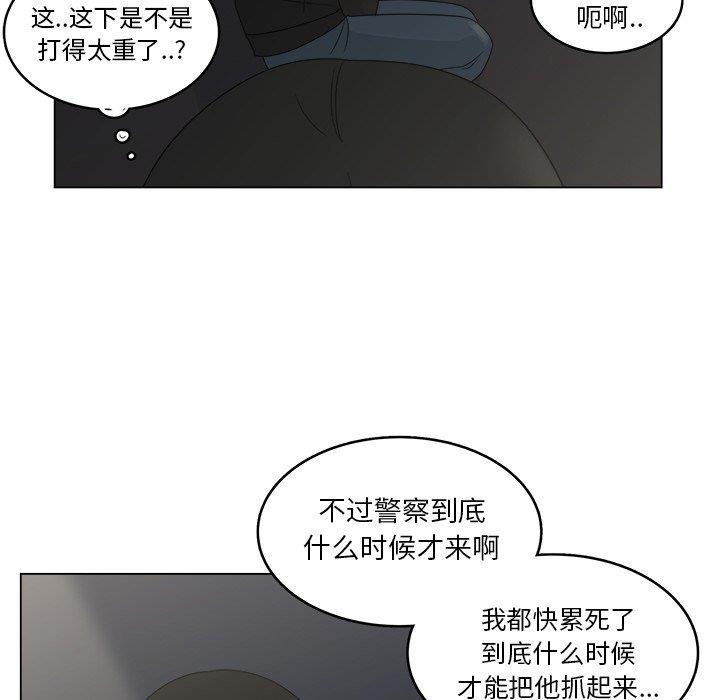 这..这下是不是
打得太重了..?
呃啊..
不过警察到底
什么时候才来啊
我都快累死了
到底什么时候
才能把他抓起来...